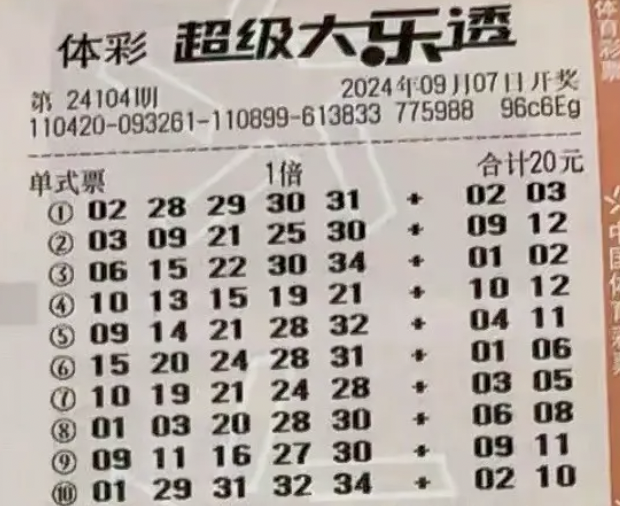 体彩 超级大乐透
第 24104期 2024年09月07日开奖
110420-093261-110899-613833 775988 96c6Eg
单式票 1倍 合计20元
① 02 28 29 30 31 + 02 03
② 03 09 21 25 30 + 09 12
③ 06 15 22 30 34 + 01 02
④ 10 13 15 19 21 + 10 12
⑤ 09 14 21 28 32 + 04 11
⑥ 15 20 24 28 31 + 01 06
⑦ 10 19 21 24 28 + 03 05
⑧ 01 03 20 28 30 + 06 08
⑨ 09 11 16 27 30 + 09 11
⑩ 01 29 31 32 34 + 02 10
体育彩票
中国体育彩票